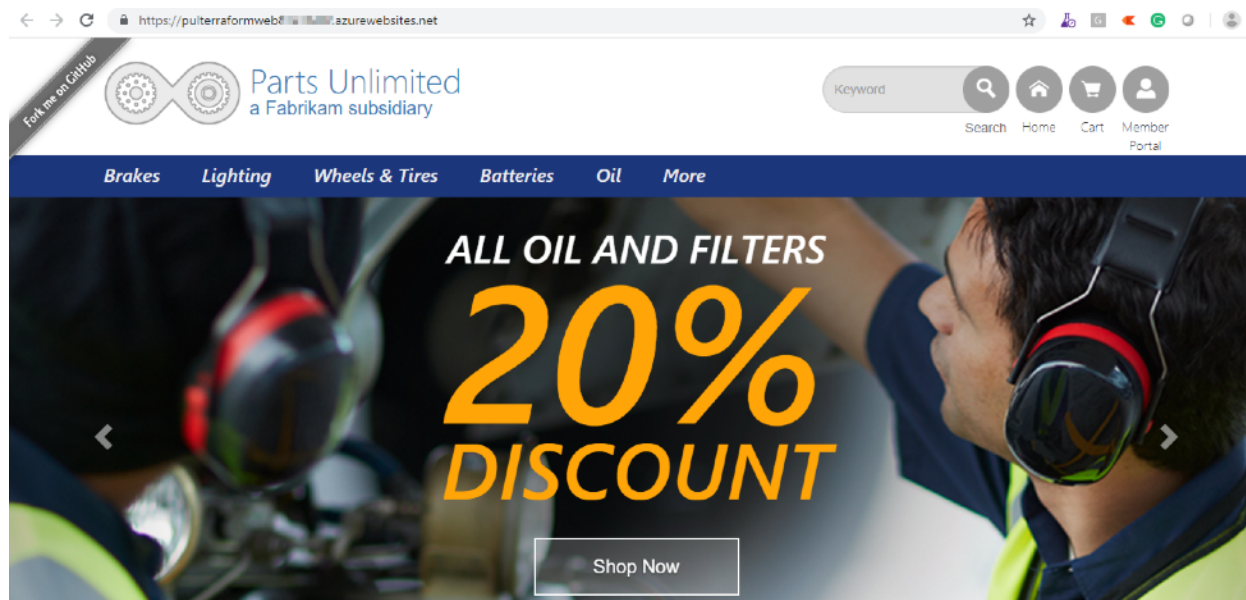 https://pulterraformweb .azurewebsites.net
Fork me on GitHub
Parts Unlimited
a Fabrikam subsidiary
Keyword
Search Home Cart Member
Portal
Brakes Lighting Wheels & Tires Batteries Oil More
ALL OIL AND FILTERS
20%
DISCOUNT
Shop Now